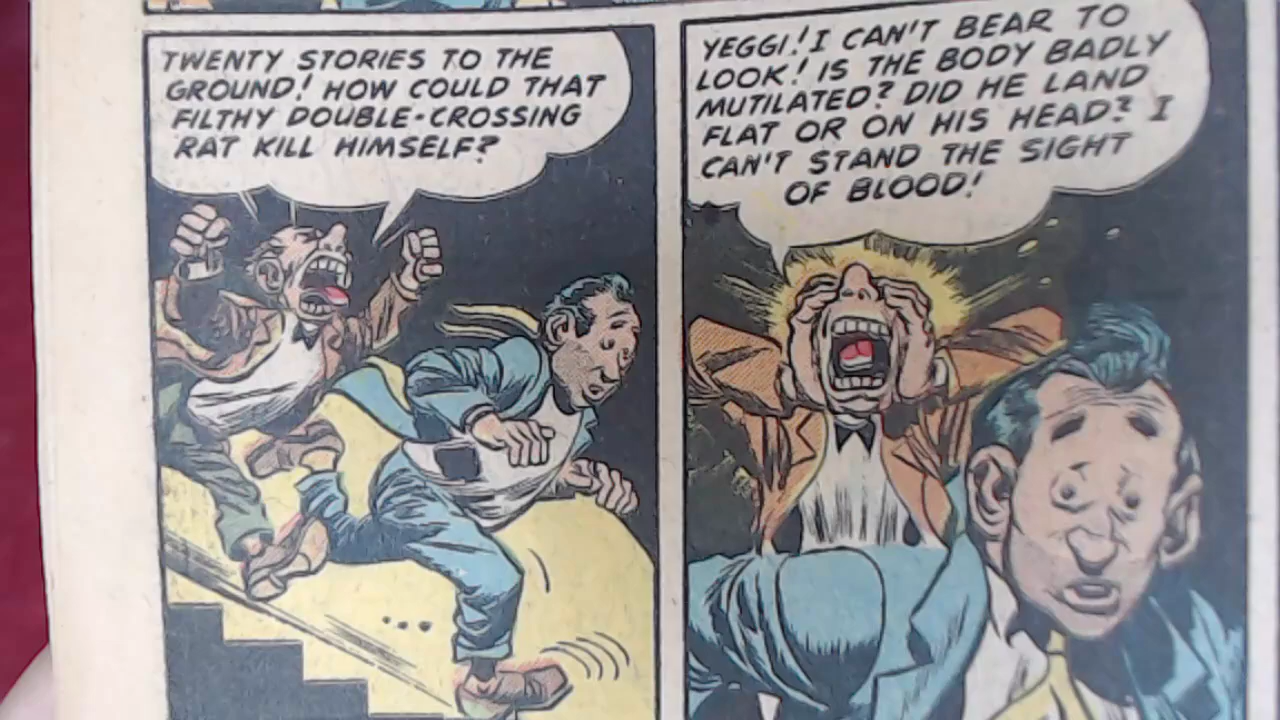 TWENTY STORIES TO THE
GROUND! HOW COULD THAT
FILTHY DOUBLE-CROSSING
RAT KILL HIMSELF?
YEGGI! I CAN'T BEAR TO
LOOK! IS THE BODY BADLY
MUTILATED? DID HE LAND
FLAT OR ON HIS HEAD? I
CAN'T STAND THE SIGHT
OF BLOOD!